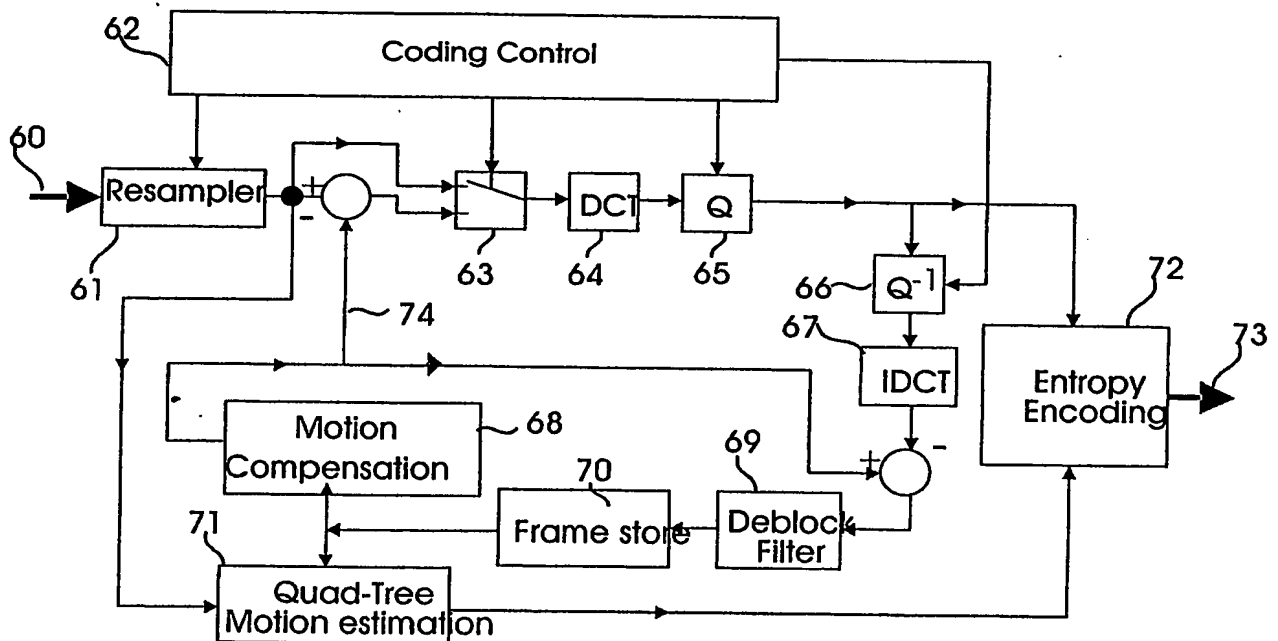 62
Coding Control
60
Resampler
+
-
DCT
Q
61
63
64
65
66
Q-1
72
74
67
73
IDCT
Entropy
Encoding
Motion
Compensation
68
+
-
69
70
Frame store
Deblock
Filter
71
Quad-Tree
Motion estimation